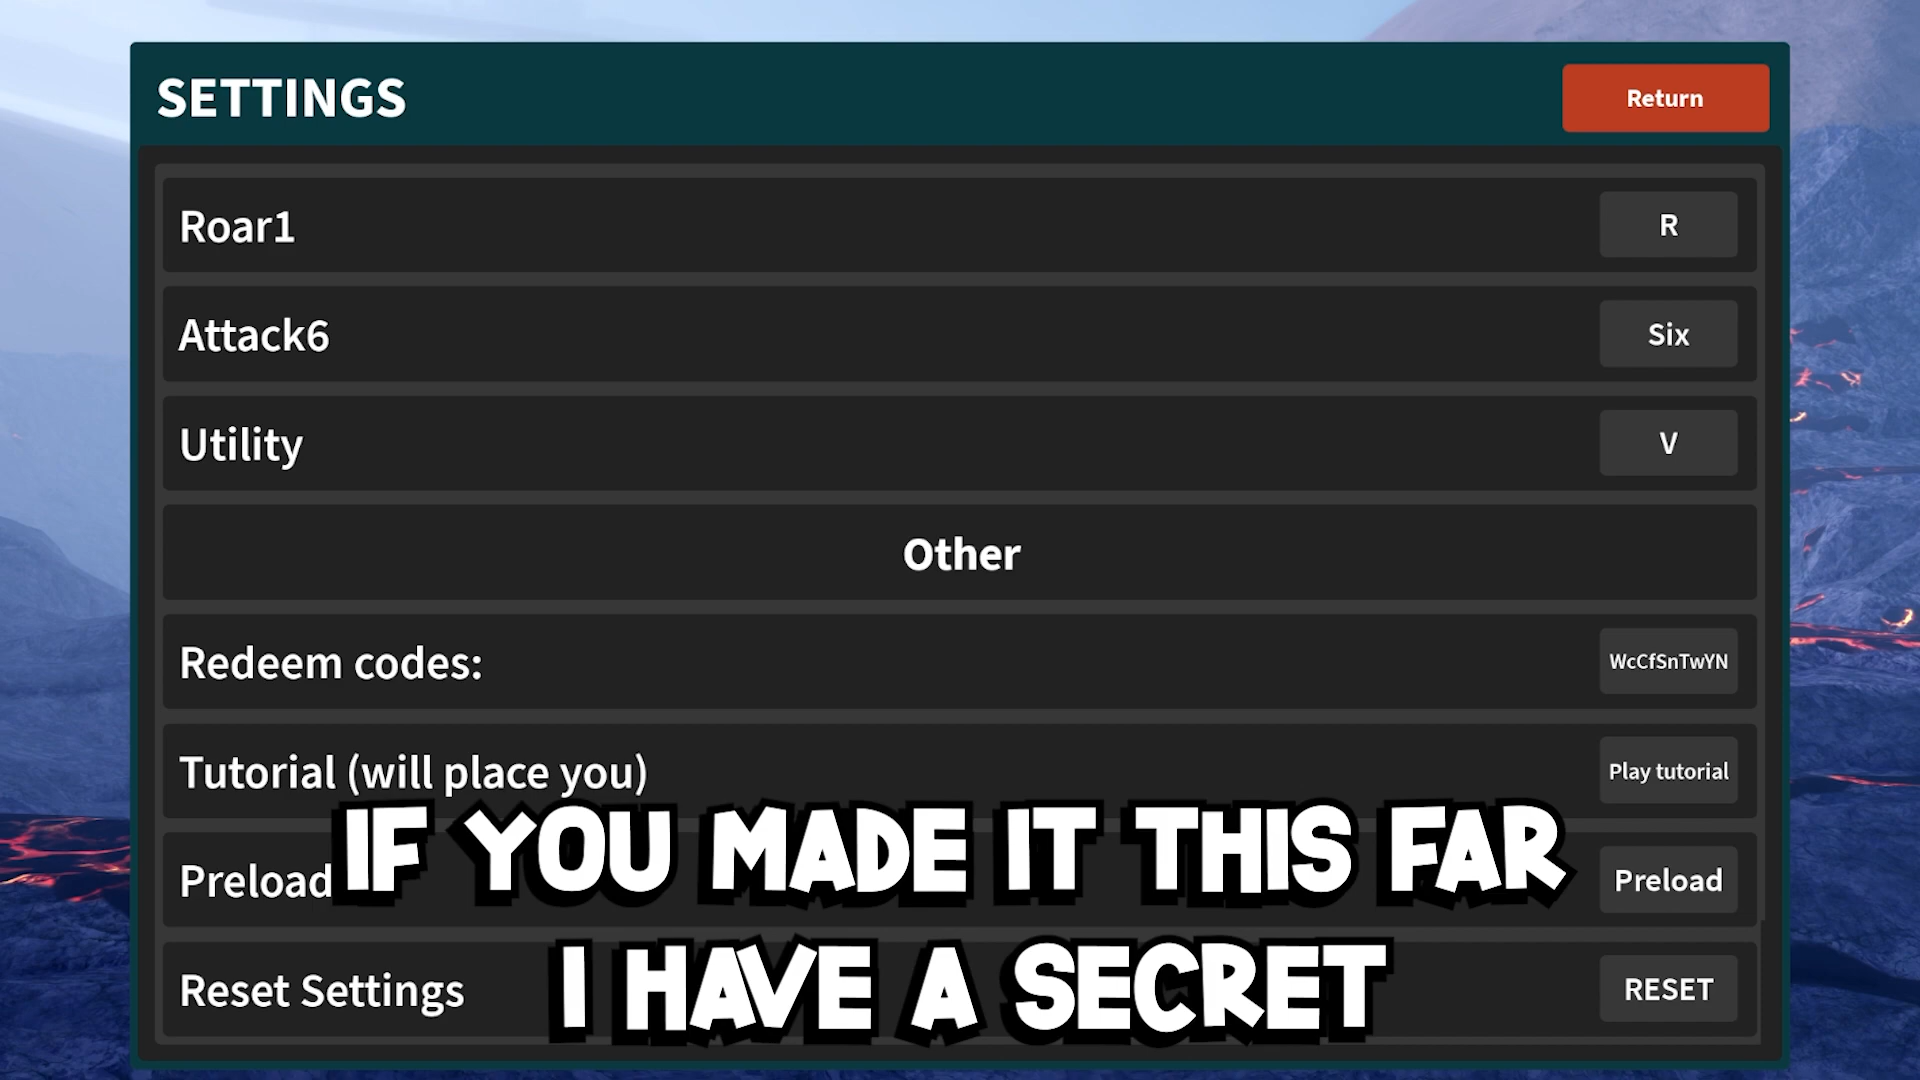 SETTINGS
Return
Roar1
R
Attack6
Six
Utility
V
Other
Redeem codes:
WcCfSnTwYN
Tutorial (will place you)
Play tutorial
Preload
Preload
Reset Settings
RESET
IF YOU MADE IT THIS FAR
I HAVE A SECRET